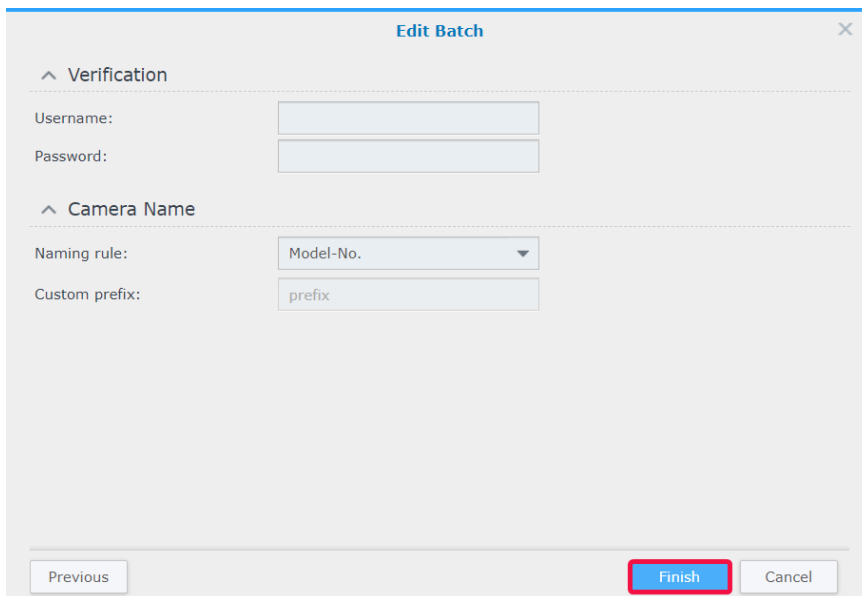 Edit Batch
Verification
Username:
Password:
Camera Name
Naming rule: Model-No.
Custom prefix: prefix
Previous Finish Cancel